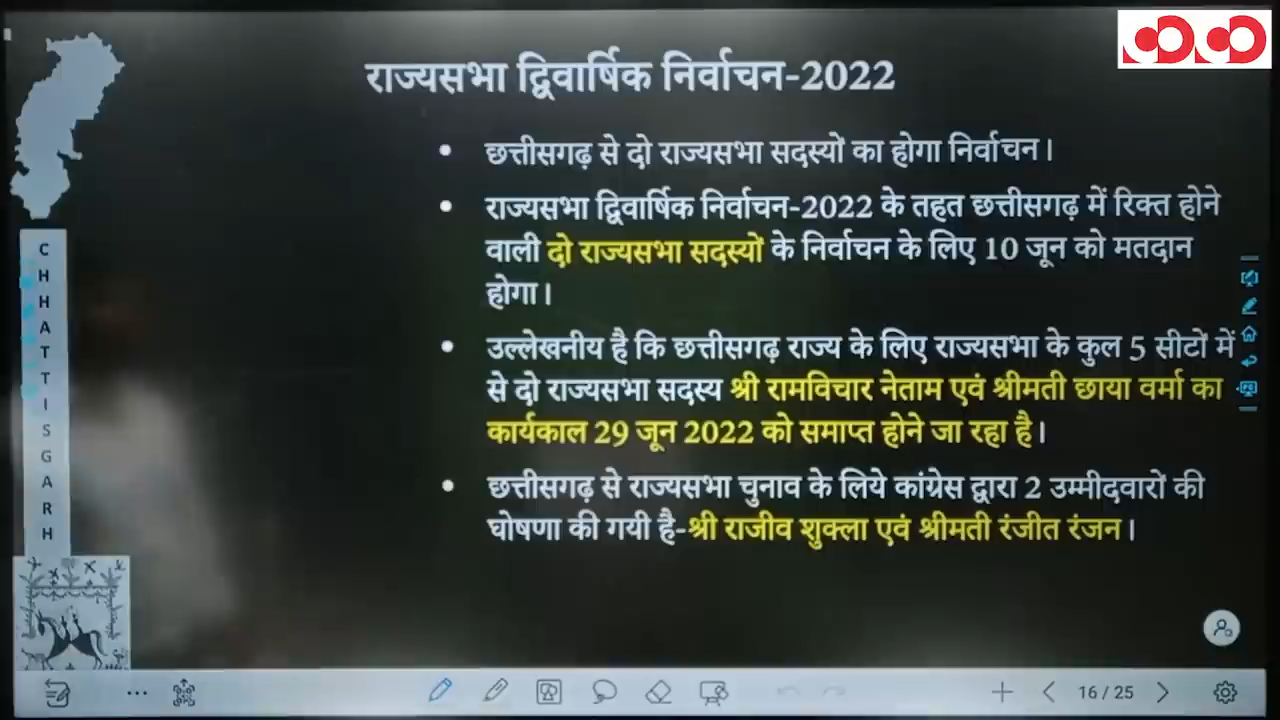 राज्यसभा द्विवार्षिक निर्वाचन-2022
• छत्तीसगढ़ से दो राज्यसभा सदस्यों का होगा निर्वाचन।
• राज्यसभा द्विवार्षिक निर्वाचन-2022 के तहत छत्तीसगढ़ में रिक्त होने
वाली दो राज्यसभा सदस्यों के निर्वाचन के लिए 10 जून को मतदान
होगा।
• उल्लेखनीय है कि छत्तीसगढ़ राज्य के लिए राज्यसभा के कुल 5 सीटों में
से दो राज्यसभा सदस्य श्री रामविचार नेताम एवं श्रीमती छाया वर्मा का
कार्यकाल 29 जून 2022 को समाप्त होने जा रहा है।
• छत्तीसगढ़ से राज्यसभा चुनाव के लिये कांग्रेस द्वारा 2 उम्मीदवारों की
घोषणा की गयी है-श्री राजीव शुक्ला एवं श्रीमती रंजीत रंजन।
CHHATTISGARH
16 / 25